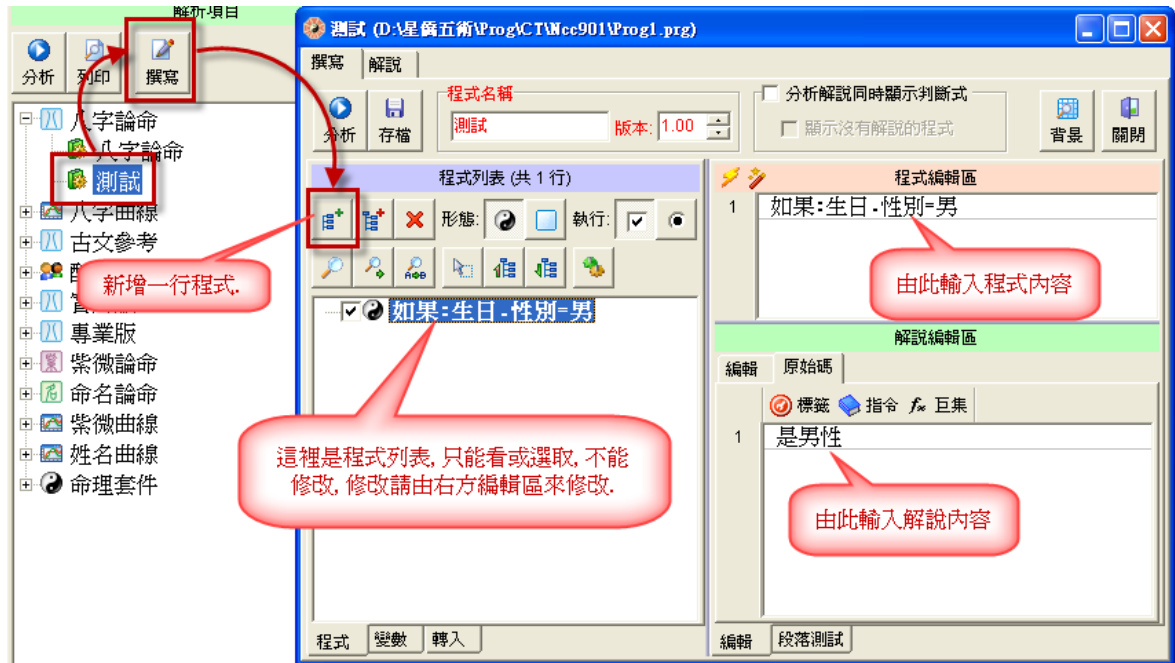 解析項目
分析
列印
撰寫
八字論命
八字論命
測試
八字曲線
古文參考
新增一行程式.
專業版
紫微論命
命名論命
紫微曲線
姓名曲線
命理套件
測試 (D:\星僑五術\Prog\CT\Ncc901\Prog1.prg)
撰寫 解說
分析 存檔
程式名稱
測試 版本: 1.00
分析解說同時顯示判斷式
顯示沒有解說的程式
背景 關閉
程式列表 (共 1 行)
形態: 執行:
如果:生日.性別=男
這裡是程式列表, 只能看或選取, 不能
修改, 修改請由右方編輯區來修改.
程式 變數 轉入
程式編輯區
1 如果:生日.性別=男
由此輸入程式內容
解說編輯區
編輯 原始碼
標籤 指令 巨集
1 是男性
由此輸入解說內容
編輯 段落測試